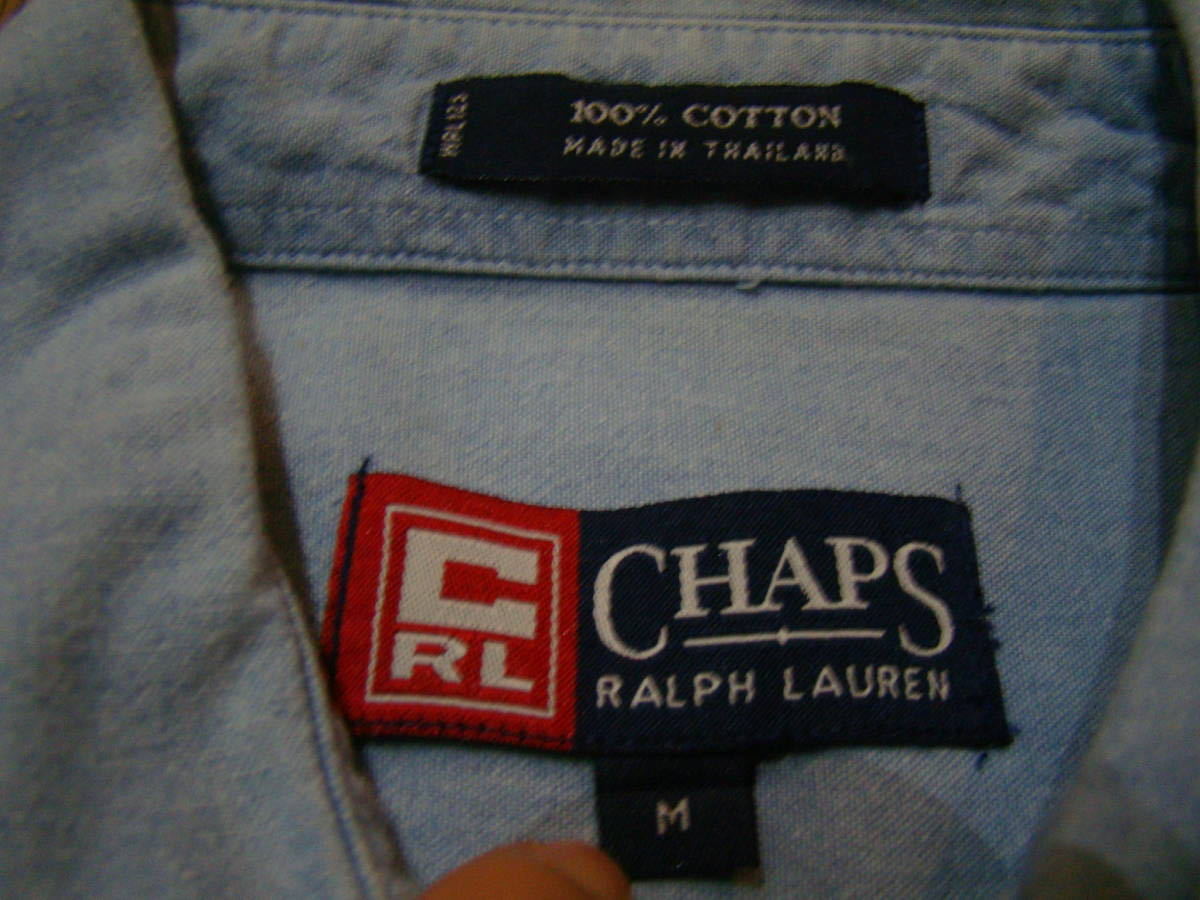 100% COTTON
MADE IN THAILAND
C
RL
CHAPS
RALPH LAUREN
M